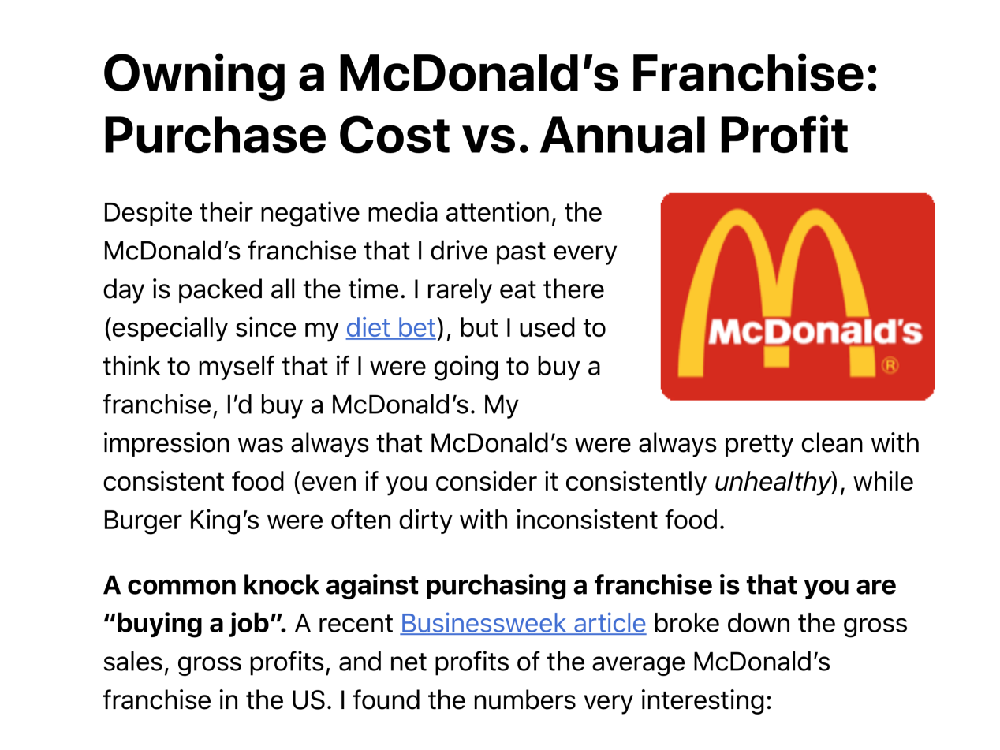 Owning a McDonald’s Franchise:
Purchase Cost vs. Annual Profit
Despite their negative media attention, the
McDonald’s franchise that I drive past every
day is packed all the time. I rarely eat there
(especially since my diet bet), but I used to
think to myself that if I were going to buy a
franchise, I’d buy a McDonald’s. My
impression was always that McDonald’s were always pretty clean with
consistent food (even if you consider it consistently unhealthy), while
Burger King’s were often dirty with inconsistent food.
McDonald's
®
A common knock against purchasing a franchise is that you are
“buying a job”. A recent Businessweek article broke down the gross
sales, gross profits, and net profits of the average McDonald’s
franchise in the US. I found the numbers very interesting: